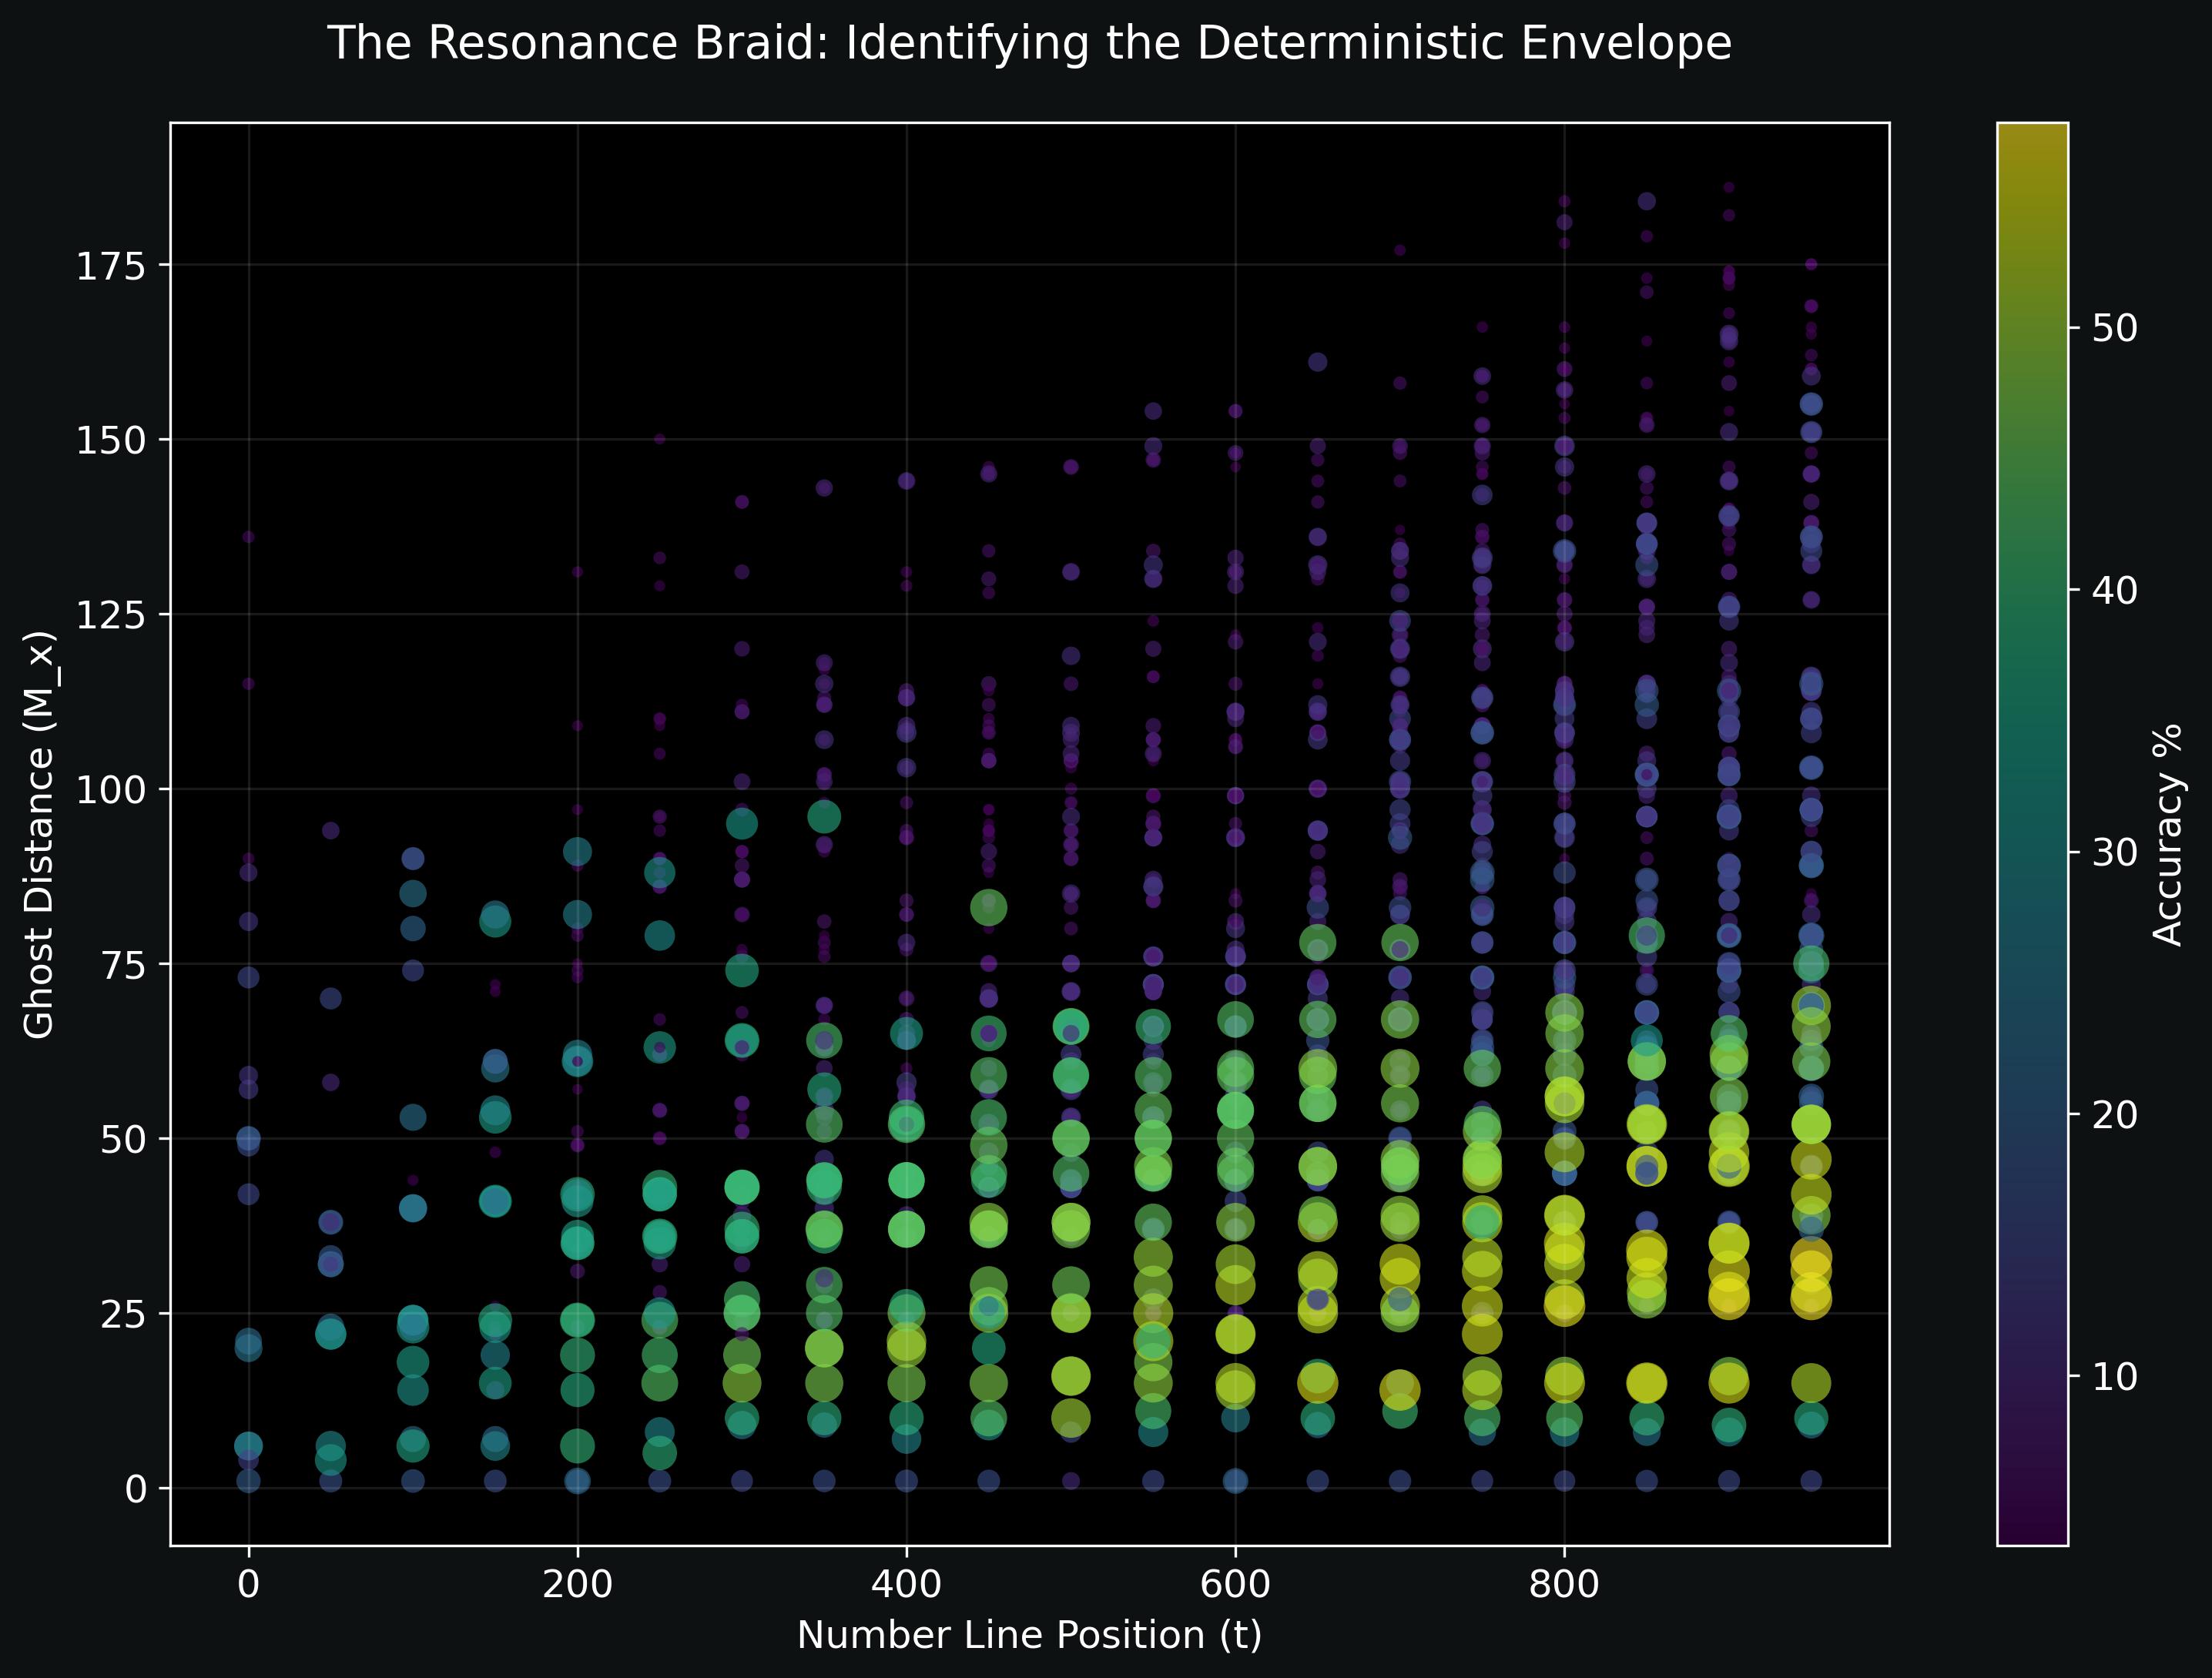 The Resonance Braid: Identifying the Deterministic Envelope
175
150
125
100
75
50
25
0
Ghost Distance (M_x)
0 200 400 600 800
Number Line Position (t)
50
40
30
20
10
Accuracy %